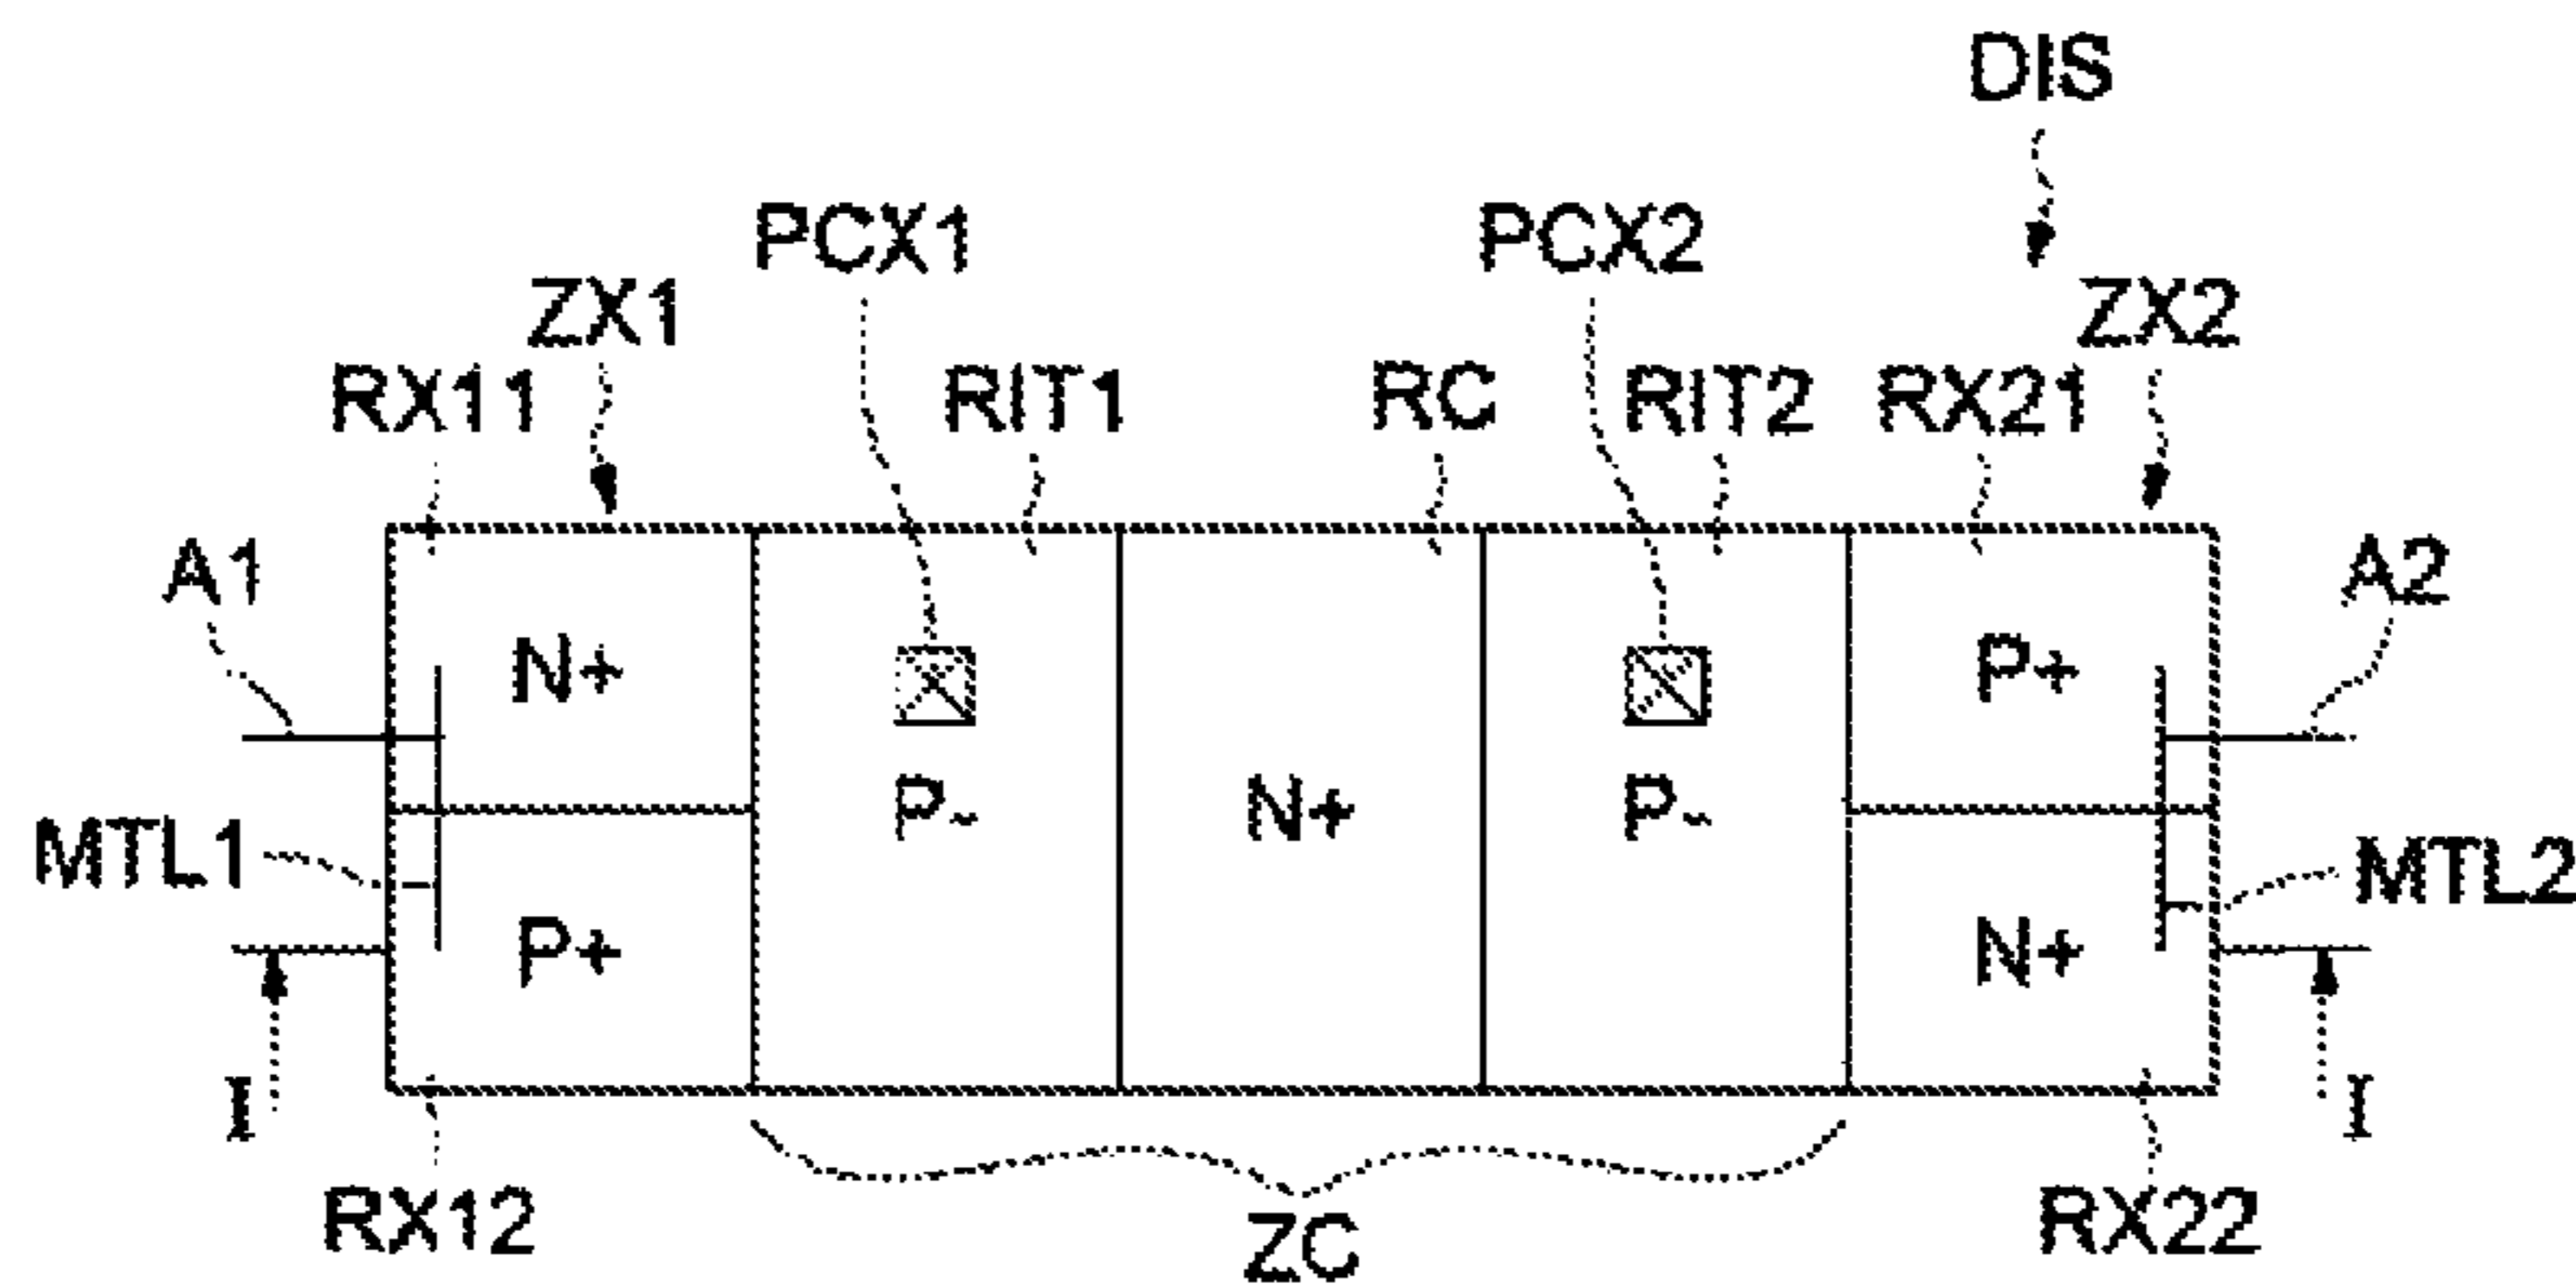 DIS
PCX1 PCX2
ZX1 ZX2
RX11 RIT1 RC RIT2 RX21
A1 A2
N+ P+
P- N+ P-
MTL1 MTL2
P+ N+
I I
RX12 RX22
ZC